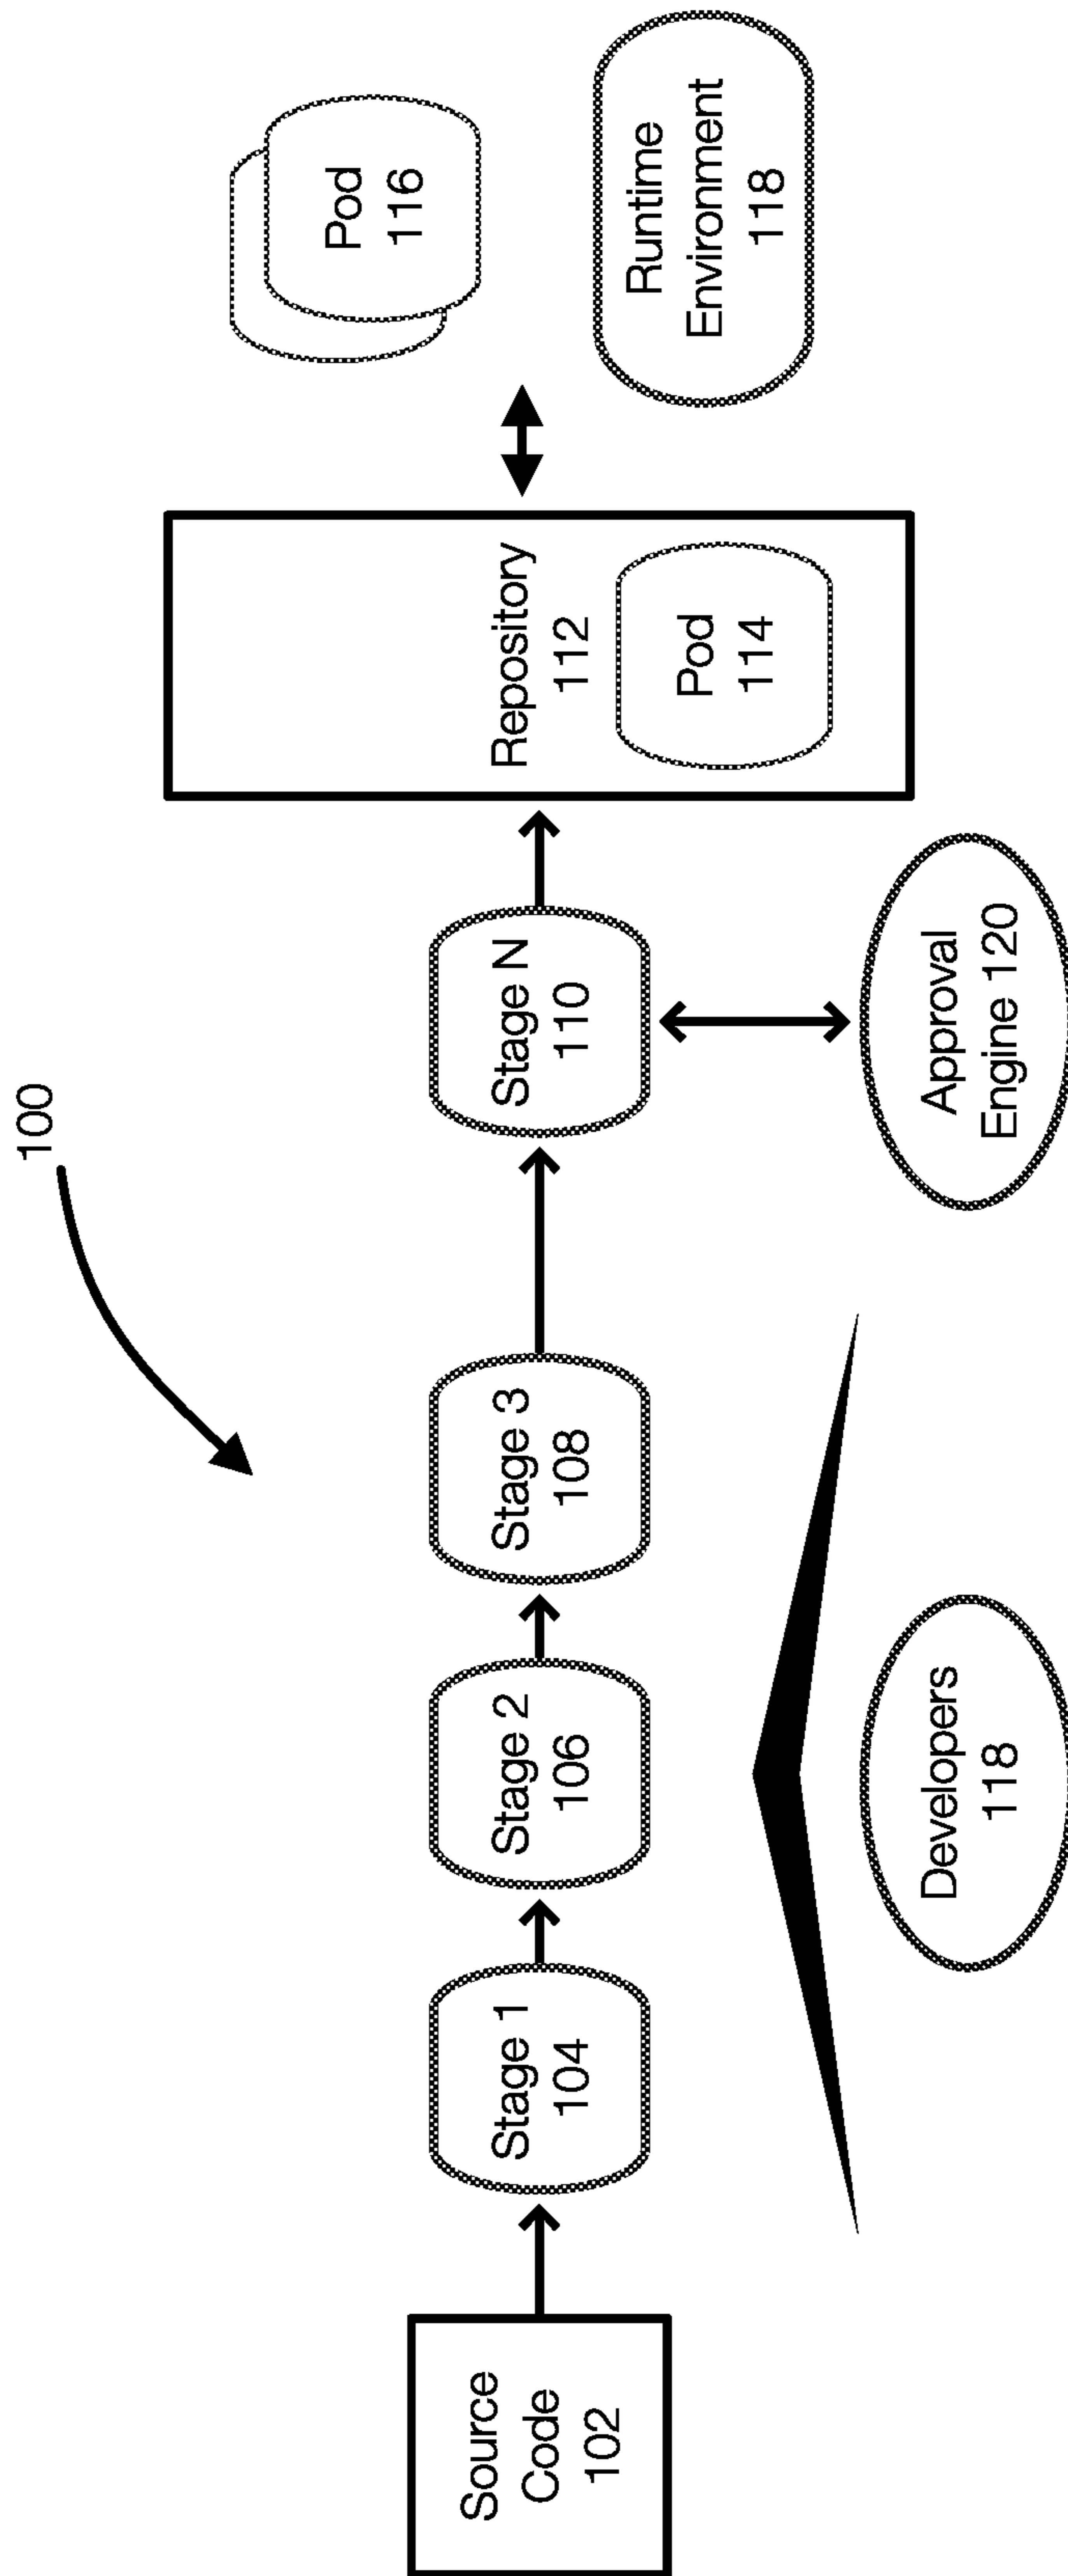 100
Source
Code
102
Stage 1
104
Stage 2
106
Stage 3
108
Stage N
110
Repository
112
Pod
114
Pod
116
Runtime
Environment
118
Developers
118
Approval
Engine 120